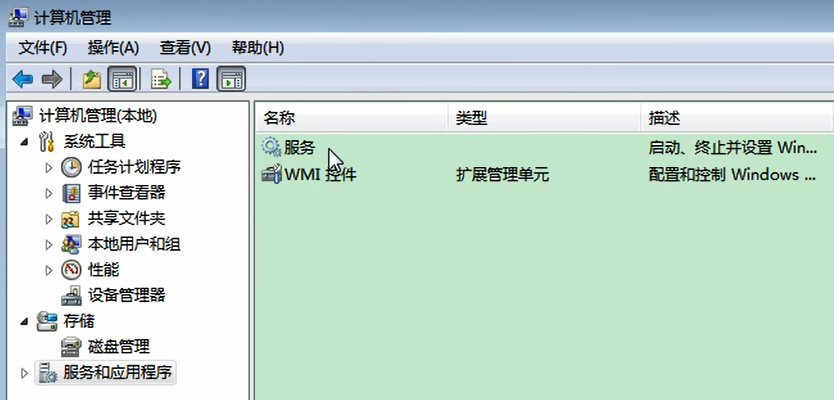 计算机管理
文件(F) 操作(A) 查看(V) 帮助(H)
计算机管理(本地)
系统工具
任务计划程序
事件查看器
共享文件夹
本地用户和组
性能
设备管理器
存储
磁盘管理
服务和应用程序
名称 类型 描述
服务 启动、终止并设置 Win...
WMI 控件 扩展管理单元 配置和控制 Windows ...